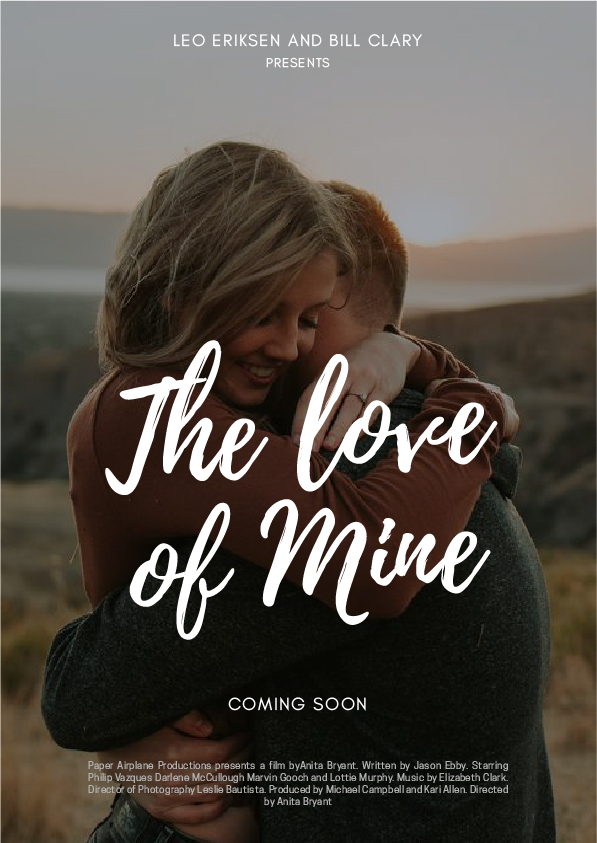 LEO ERIKSEN AND BILL CLARY
PRESENTS
The love
of Mine
COMING SOON
Paper Airplane Productions presents a film byAnita Bryant. Written by Jason Ebby. Starring
Philip Vazques Darlene McCullough Marvin Gooch and Lottie Murphy. Music by Elizabeth Clark.
Director of Photography Leslie Bautista. Produced by Michael Campbell and Kari Allen. Directed
by Anita Bryant